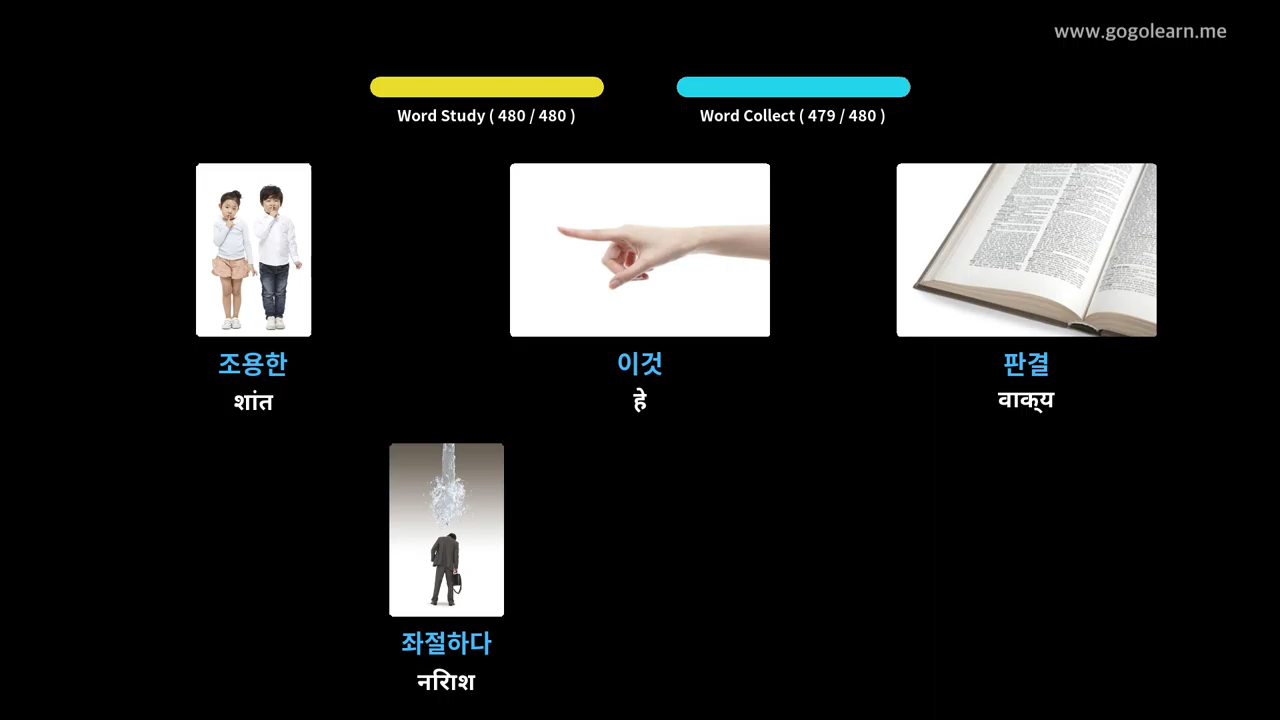 www.gogolearn.me
Word Study ( 480 / 480 )
Word Collect ( 479 / 480 )
조용한
शांत
이것
हे
판결
वाक्य
좌절하다
निराश